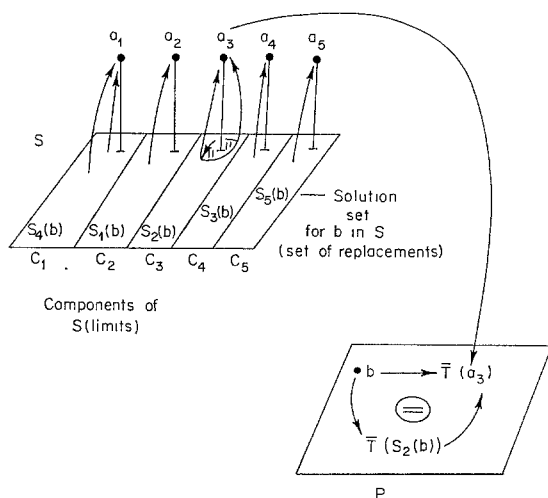 a₁ a₂ a₃ a₄ a₅
S
S₄(b) S₁(b) S₂(b) S₃(b) S₅(b)
Solution
set
for b in S
(set of replacements)
C₁ . C₂ C₃ C₄ C₅
Components of
S(limits)
b T̿ (a₃)
=
T̿ (S₂(b))
P